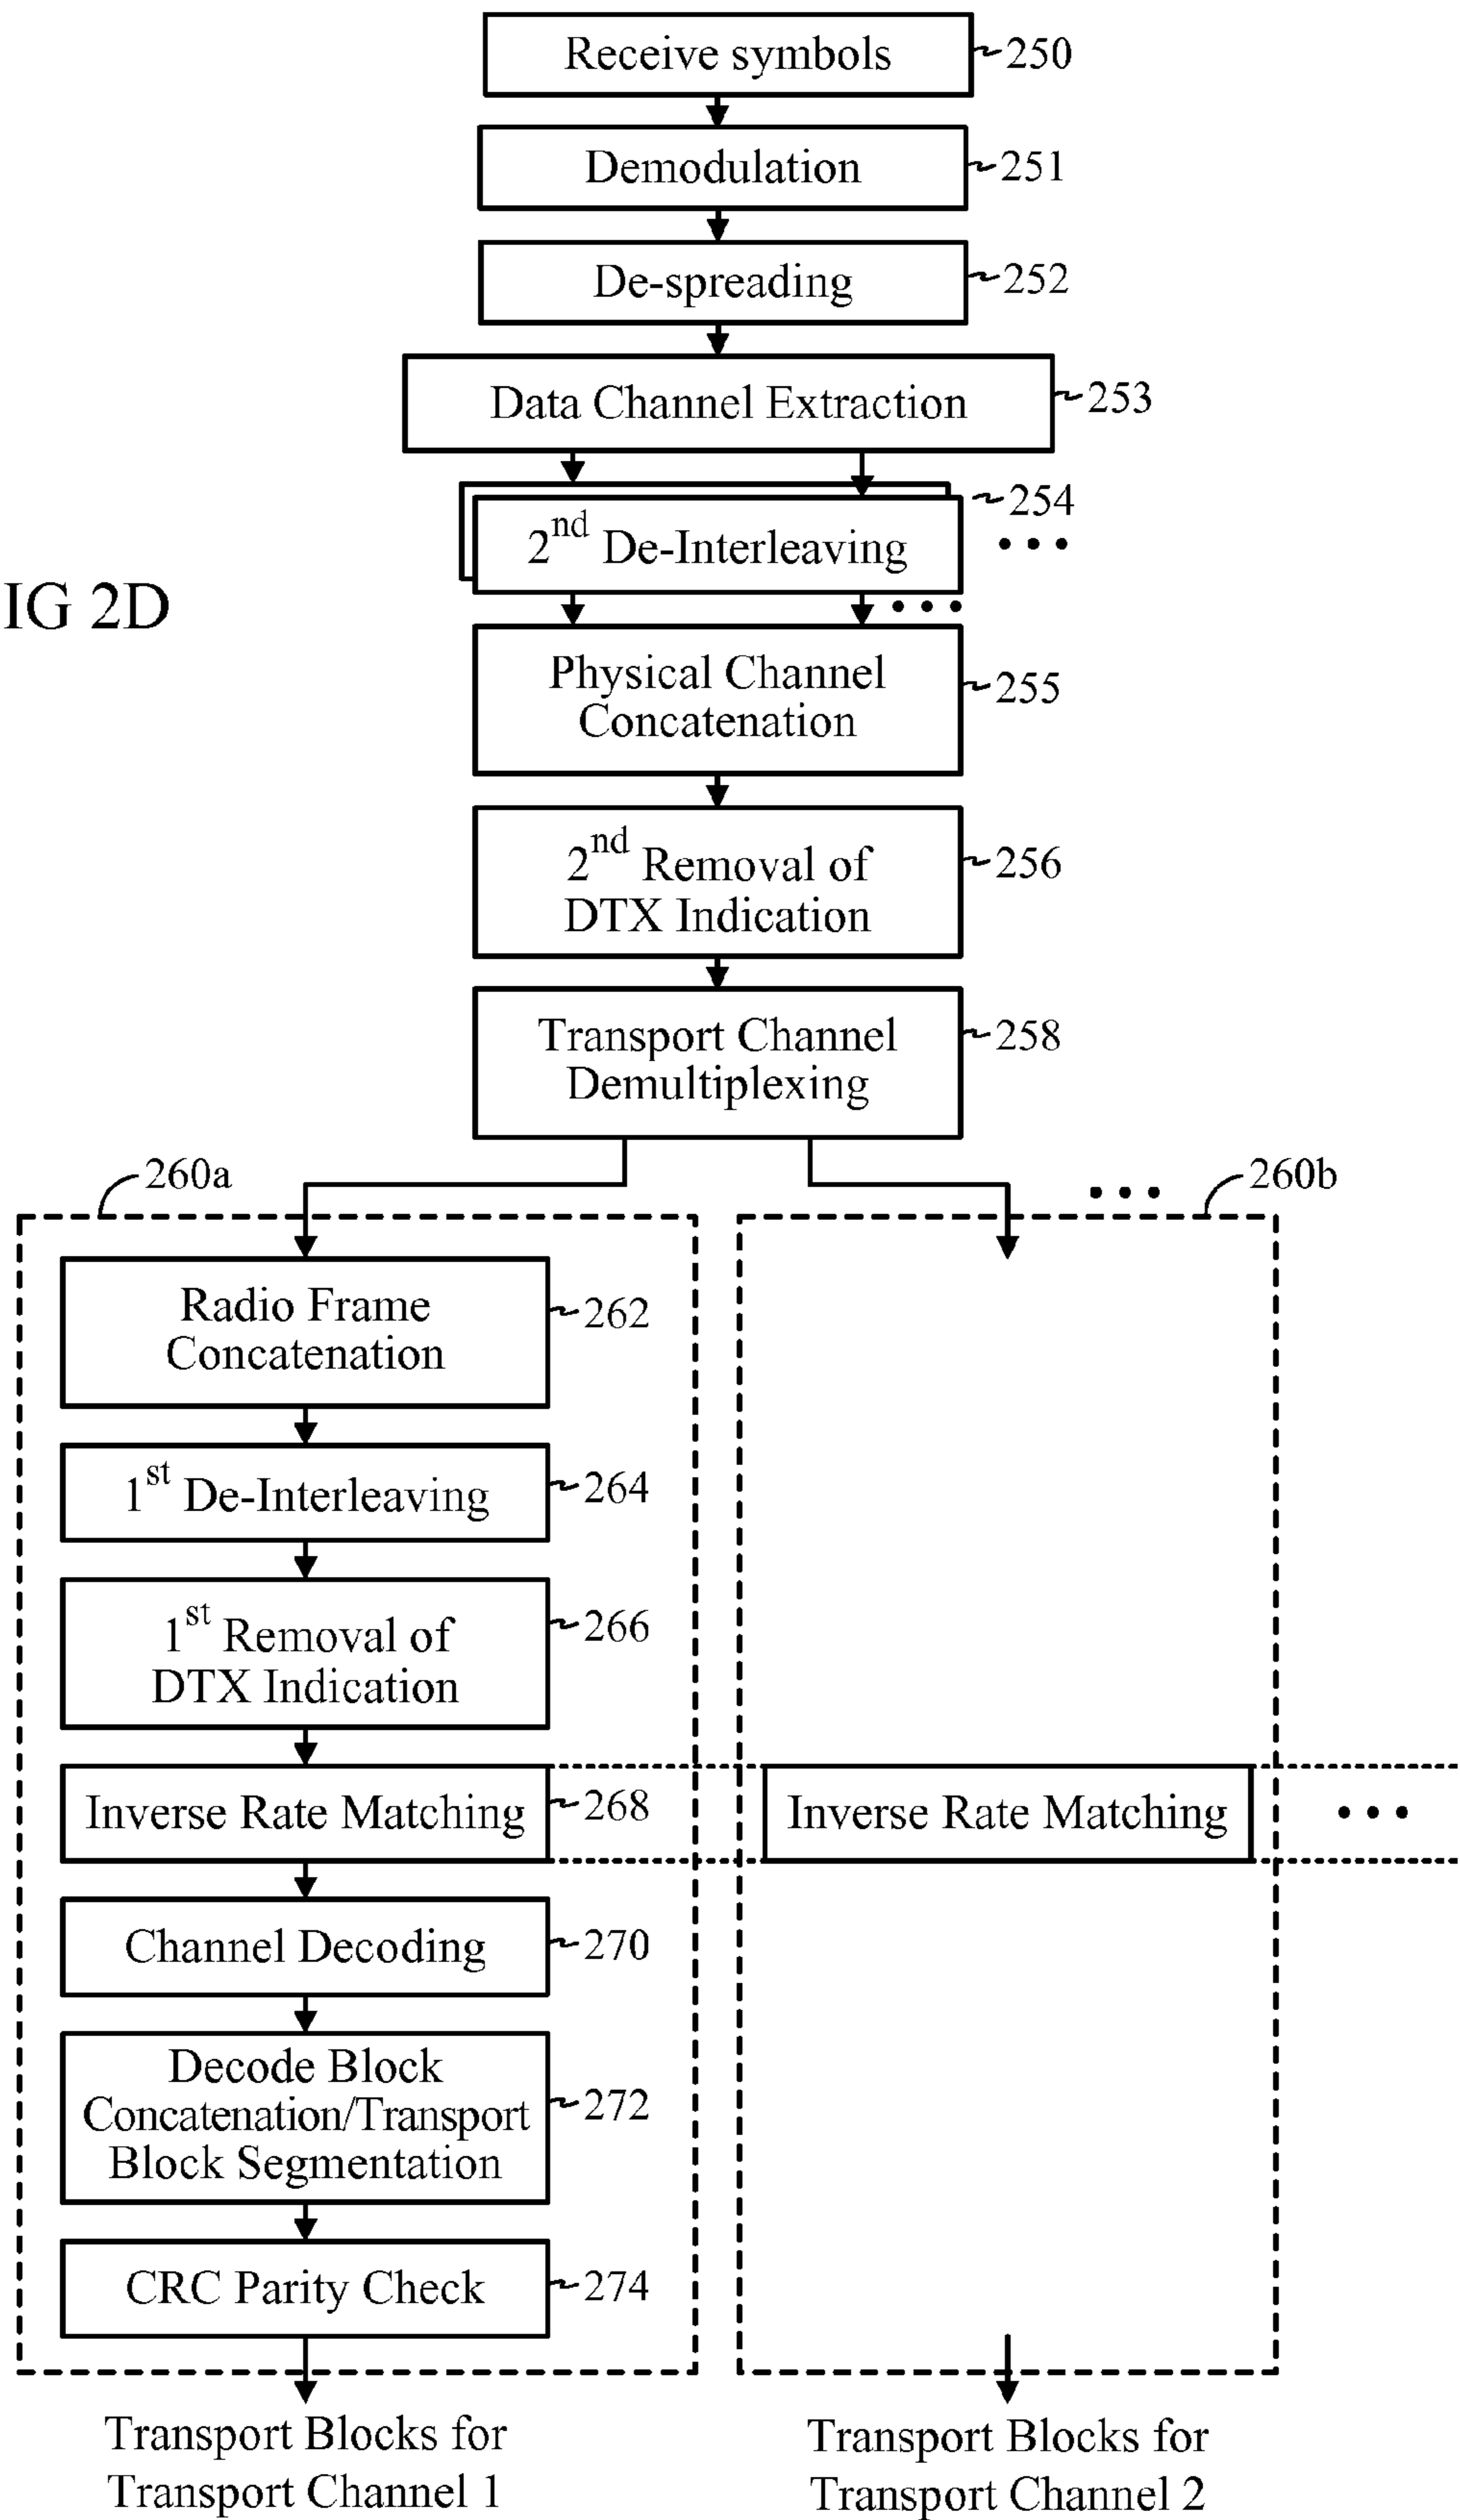 Receive symbols
250
Demodulation
251
De-spreading
252
Data Channel Extraction
253
254
2nd De-Interleaving
IG 2D
Physical Channel
Concatenation
255
2nd Removal of
DTX Indication
256
Transport Channel
Demultiplexing
258
260a
260b
Radio Frame
Concatenation
262
1st De-Interleaving
264
1st Removal of
DTX Indication
266
Inverse Rate Matching
268
Inverse Rate Matching
Channel Decoding
270
Decode Block
Concatenation/Transport
Block Segmentation
272
CRC Parity Check
274
Transport Blocks for
Transport Channel 1
Transport Blocks for
Transport Channel 2